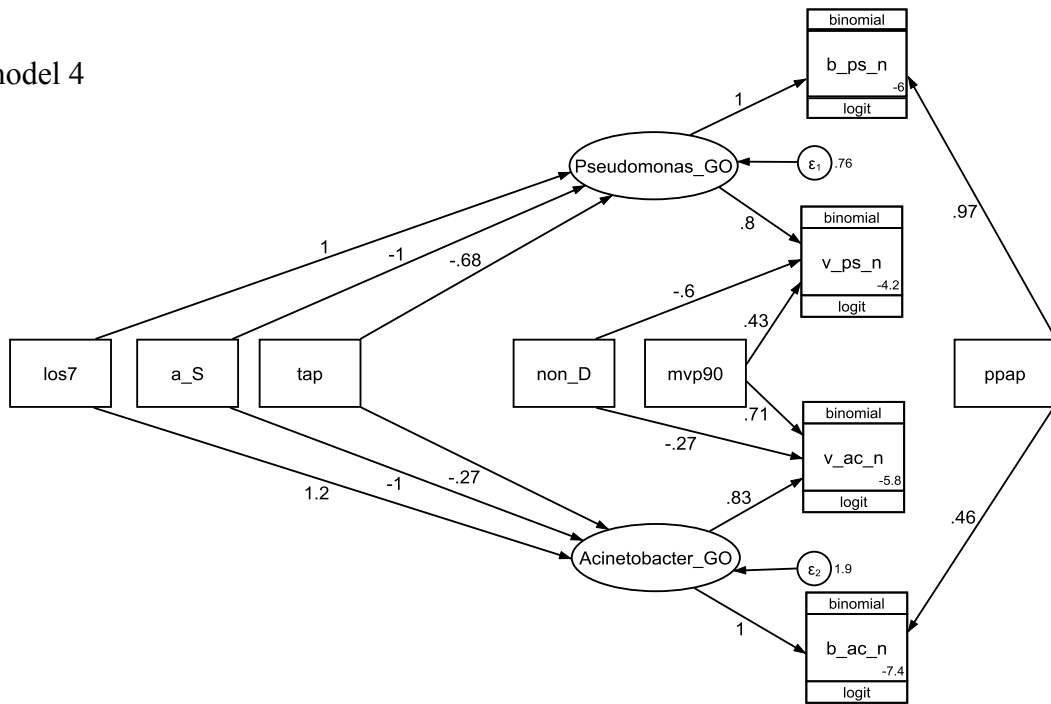 binomial
b_ps_n
-6
logit
model 4
1
Pseudomonas_GO
ε1
.76
.8
.97
binomial
v_ps_n
-4.2
logit
1
-1
-.68
-.6
.43
los7
a_S
tap
non_D
mvp90
ppap
.71
binomial
v_ac_n
-5.8
logit
-.27
-.27
-1
1.2
.83
.46
Acinetobacter_GO
ε2
1.9
1
binomial
b_ac_n
-7.4
logit